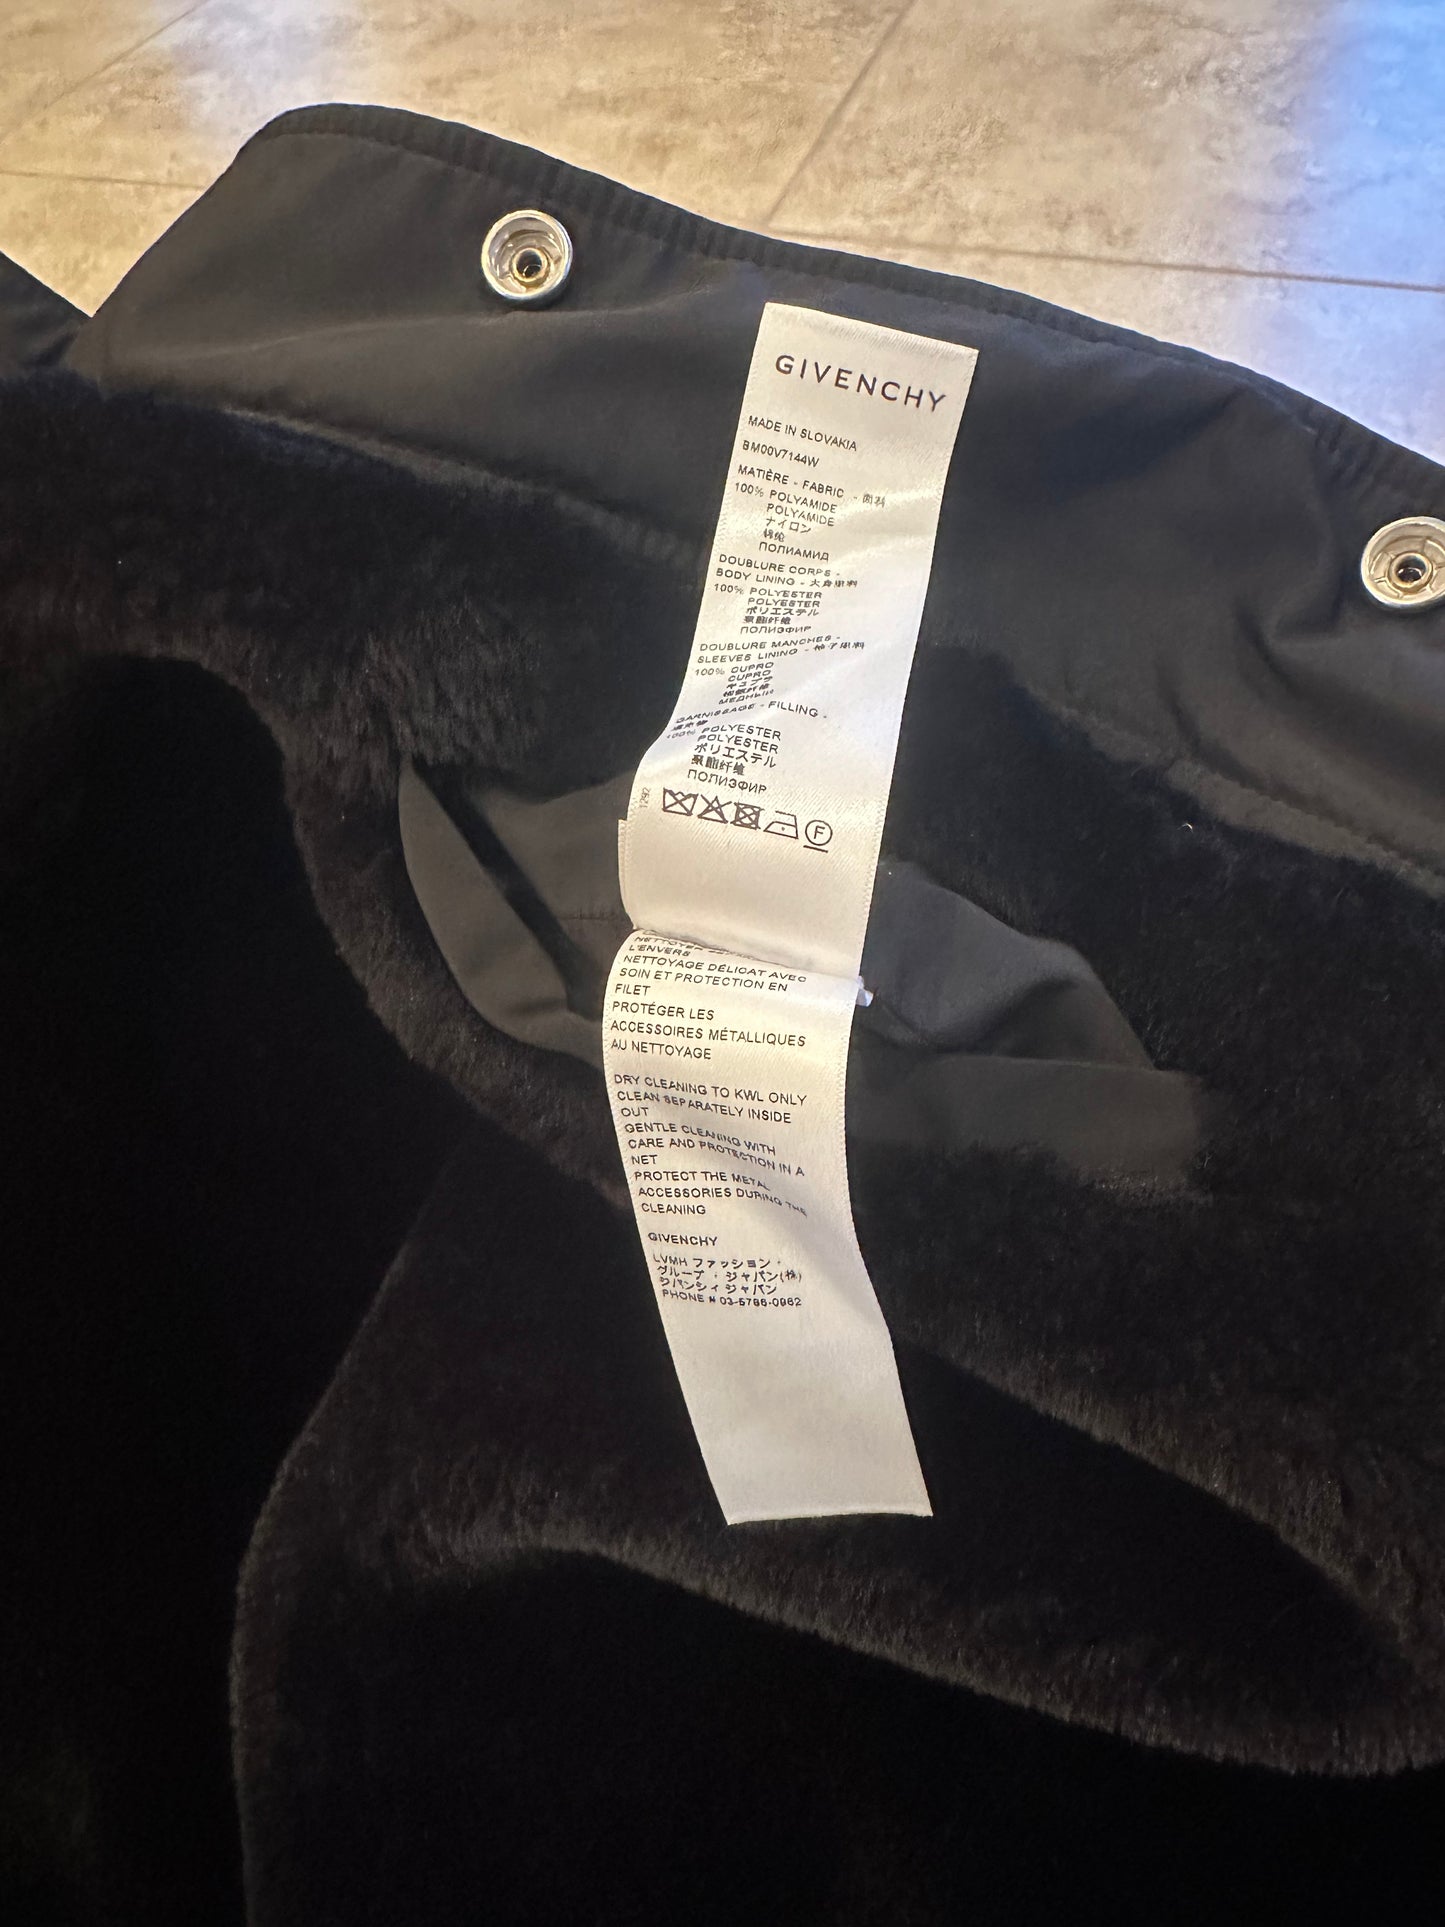 GIVENCHY
MADE IN SLOVAKIA
BM00V7144W
MATIÈRE - FABRIC - 面料
100% POLYAMIDE
POLYAMIDE
ナイロン
锦纶
ПОЛИАМИД
DOUBLURE CORPS -
BODY LINING - 大身里料
100% POLYESTER
POLYESTER
ポリエステル
聚酯纤维
ПОЛИЭФИР
DOUBLURE MANCHES -
SLEEVES LINING - 袖子里料
100% CUPRO
CUPRO
キュプラ
铜氨纤维
МЕДНЫЙ
GARNISSAGE - FILLING -
填充物
100% POLYESTER
POLYESTER
ポリエステル
聚酯纤维
ПОЛИЭФИР
1292
F
L'ENVERS
NETTOYAGE DÉLICAT AVEC
SOIN ET PROTECTION EN
FILET
PROTÉGER LES
ACCESSOIRES MÉTALLIQUES
AU NETTOYAGE
DRY CLEANING TO KWL ONLY
CLEAN SEPARATELY INSIDE
OUT
GENTLE CLEANING WITH
CARE AND PROTECTION IN A
NET
PROTECT THE METAL
ACCESSORIES DURING THE
CLEANING
GIVENCHY
LVMH ファッション・
グループ・ジャパン(株)
ジバンシィ ジャパン
PHONE # 03-5786-0962